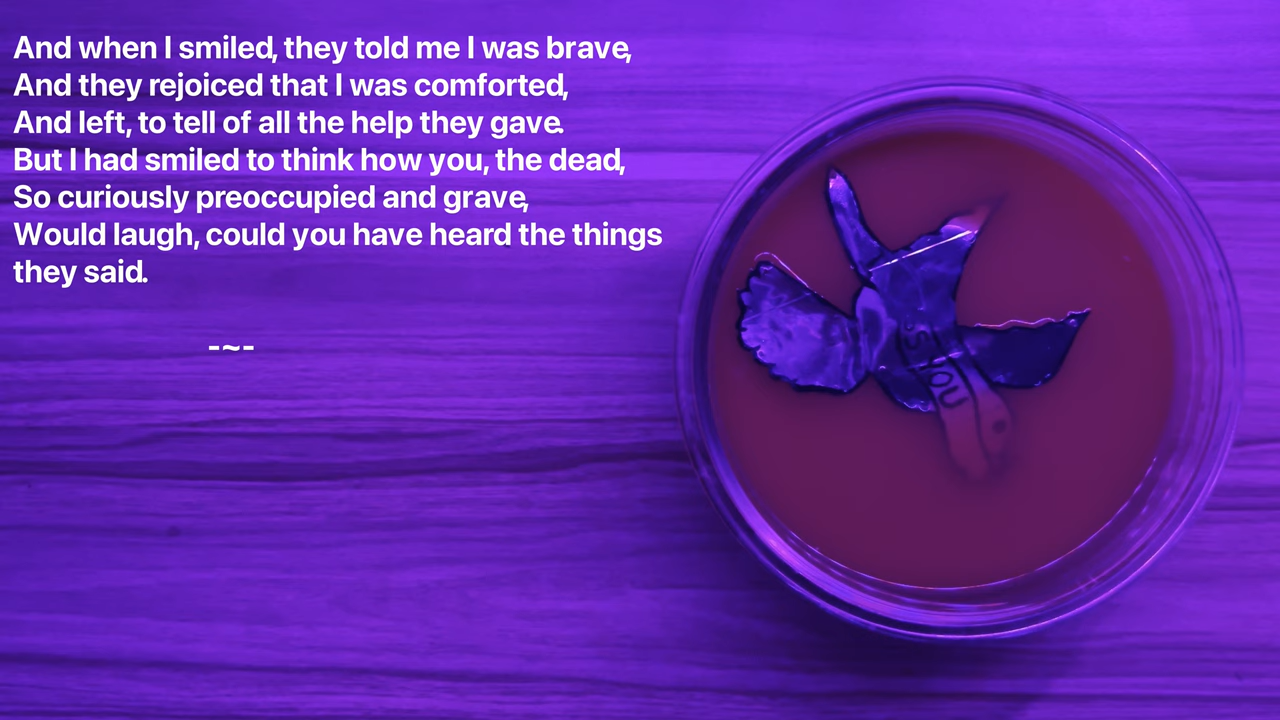 And when I smiled, they told me I was brave,
And they rejoiced that I was comforted,
And left, to tell of all the help they gave.
But I had smiled to think how you, the dead,
So curiously preoccupied and grave,
Would laugh, could you have heard the things
they said.
-~-
S YOU